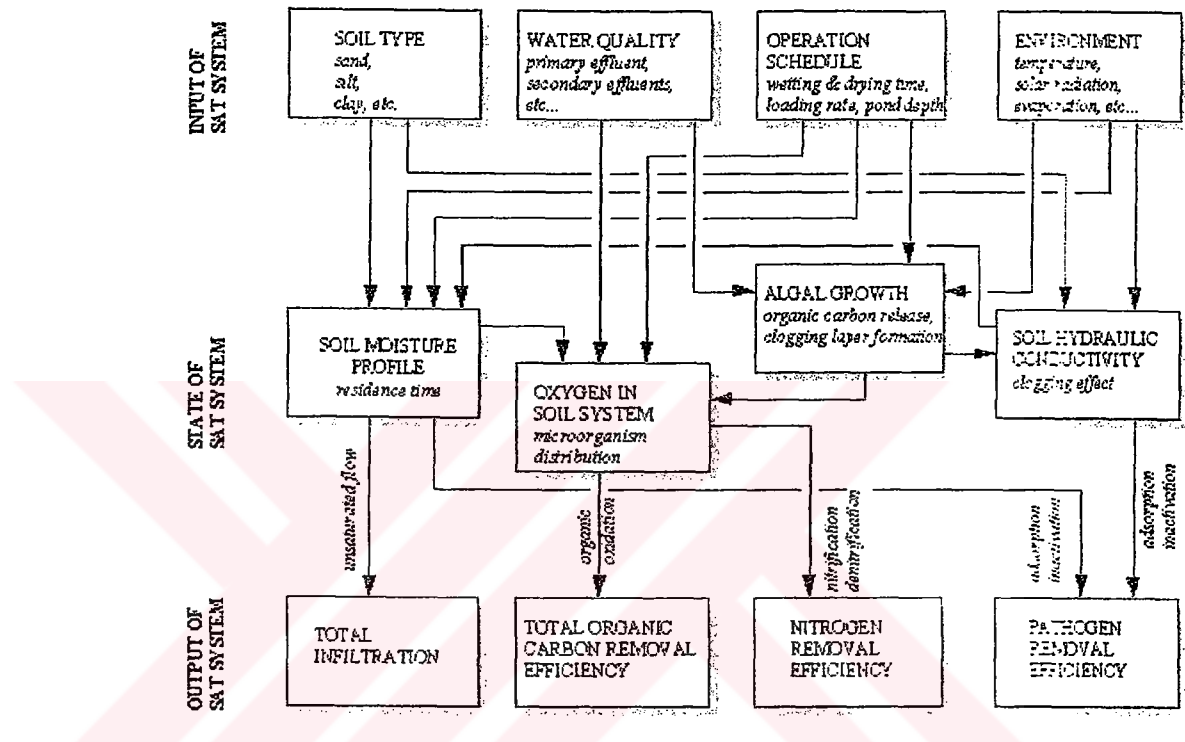 INPUT OF
SAT SYSTEM
SOIL TYPE
sand,
silt,
clay, etc.
WATER QUALITY
primary effluent,
secondary effluents,
etc...
OPERATION
SCHEDULE
wetting & drying time,
loading rate, pond depth
ENVIRONMENT
temperature,
solar radiation,
evaporation, etc...
STATE OF
SAT SYSTEM
SOIL MOISTURE
PROFILE
residence time
OXYGEN IN
SOIL SYSTEM
microorganism
distribution
ALGAL GROWTH
organic carbon release,
clogging layer formation
SOIL HYDRAULIC
CONDUCTIVITY
clogging effect
unsaturated flow
organic
oxidation
nitrification
denitrification
adsorption
inactivation
adsorption
inactivation
OUTPUT OF
SAT SYSTEM
TOTAL
INFILTRATION
TOTAL ORGANIC
CARBON REMOVAL
EFFICIENCY
NITROGEN
REMOVAL
EFFICIENCY
PATHOGEN
REMOVAL
EFFICIENCY